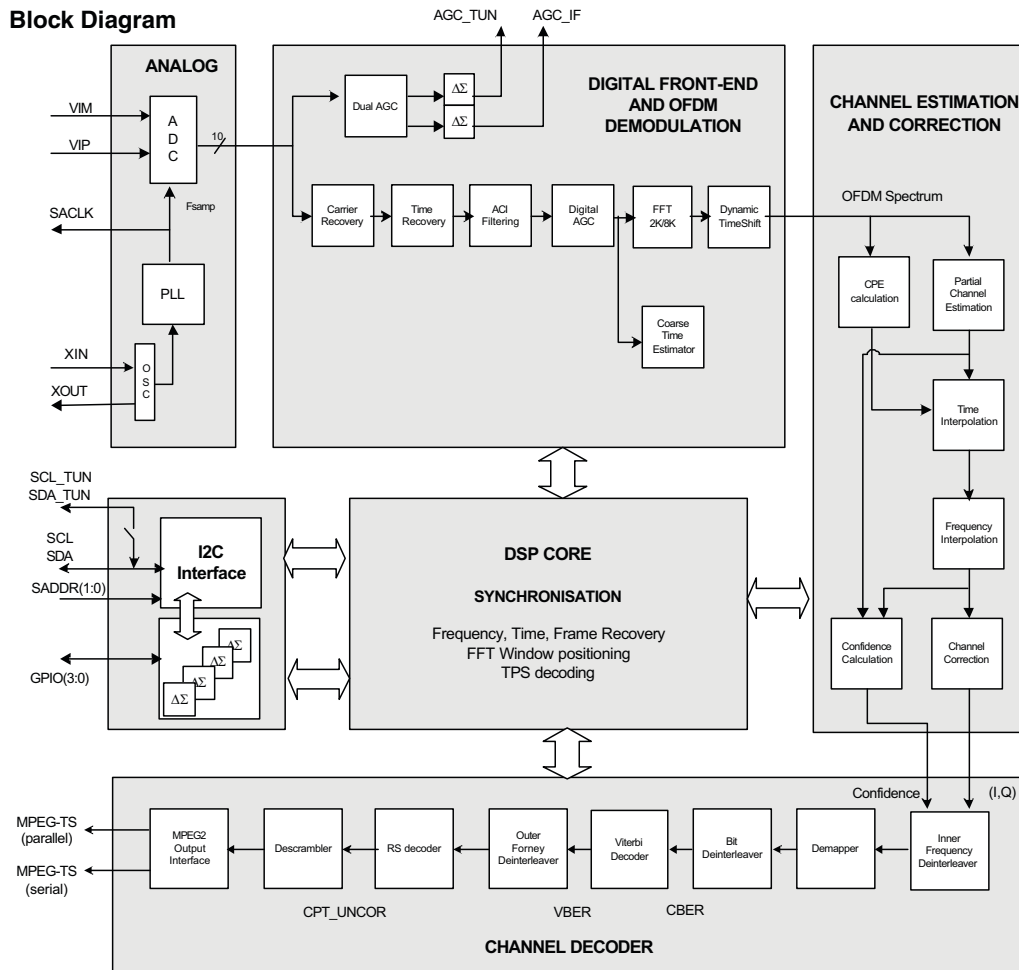 Block Diagram
AGC_TUN
AGC_IF
ANALOG
VIM
VIP
A
D
C
10
SACLK
Fsamp
PLL
XIN
XOUT
O
S
C
DIGITAL FRONT-END
AND OFDM
DEMODULATION
Dual AGC
ΔΣ
ΔΣ
Carrier
Recovery
Time
Recovery
ACI
Filtering
Digital
AGC
FFT
2K/8K
Dynamic
TimeShift
Coarse
Time
Estimator
CHANNEL ESTIMATION
AND CORRECTION
OFDM Spectrum
CPE
calculation
Partial
Channel
Estimation
Time
Interpolation
Frequency
Interpolation
Confidence
Calculation
Channel
Correction
SCL_TUN
SDA_TUN
SCL
SDA
SADDR(1:0)
GPIO(3:0)
I2C
Interface
ΔΣ
ΔΣ
ΔΣ
ΔΣ
DSP CORE
SYNCHRONISATION
Frequency, Time, Frame Recovery
FFT Window positioning
TPS decoding
Confidence
(I,Q)
MPEG-TS
(parallel)
MPEG-TS
(serial)
MPEG2
Output
Interface
Descrambler
RS decoder
Outer
Forney
Deinterleaver
Viterbi
Decoder
Bit
Deinterleaver
Demapper
Inner
Frequency
Deinterleaver
CPT_UNCOR
VBER
CBER
CHANNEL DECODER